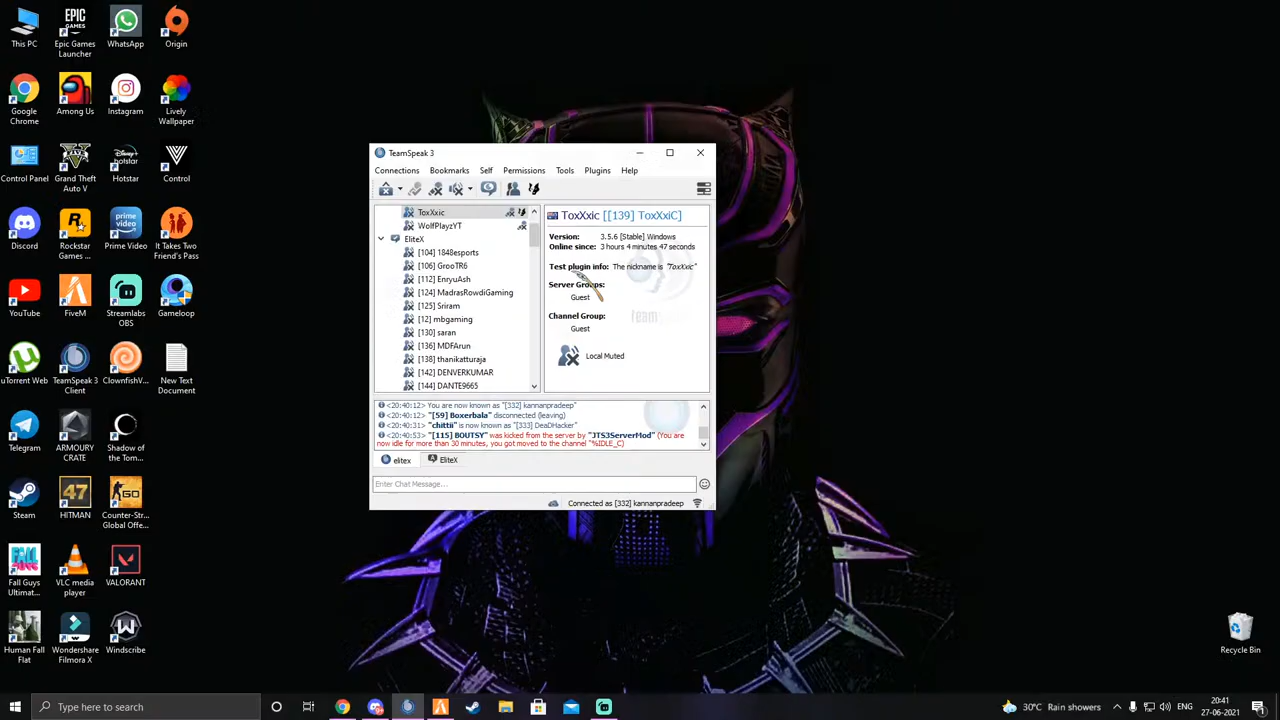 This PC
Epic Games
Launcher
WhatsApp
Origin
Google
Chrome
Among Us
Instagram
Lively
Wallpaper
Control Panel
Grand Theft
Auto V
Hotstar
Control
Discord
Rockstar
Games ...
Prime Video
It Takes Two
Friend's Pass
YouTube
FiveM
Streamlabs
OBS
Gameloop
uTorrent Web
TeamSpeak 3
Client
ClownfishV...
New Text
Document
Telegram
ARMOURY
CRATE
Shadow of
the Tom...
Steam
HITMAN
Counter-Str...
Global Offe...
Fall Guys
Ultimat...
VLC media
player
VALORANT
Human Fall
Flat
Wondershare
Filmora X
Windscribe
TeamSpeak 3
Connections Bookmarks Self Permissions Tools Plugins Help
ToxXxic
WolfPlayzYT
EliteX
[104] 1848esports
[106] GrooTR6
[112] EnryuAsh
[124] MadrasRowdiGaming
[125] Sriram
[12] mbgaming
[130] saran
[136] MDFArun
[138] thanikatturaja
[142] DENVERKUMAR
[144] DANTE9665
ToxXxic [[139] ToxXxiC]
Version: 3.5.6 [Stable] Windows
Online since: 3 hours 4 minutes 47 seconds
Test plugin info: The nickname is "ToxXxic"
Server Groups:
Guest
Channel Group:
Guest
Local Muted
<20:40:12> You are now known as "[332] kannanpradeep"
<20:40:12> "[59] Boxerbala" disconnected (leaving)
<20:40:31> "chittii" is now known as "[333] DeaDHacker"
<20:40:53> "[115] BOUTSY" was kicked from the server by "JTS3ServerMod" (You are
now idle for more than 30 minutes, you got moved to the channel "%IDLE_C)
elitex
EliteX
Enter Chat Message...
Connected as [332] kannanpradeep
Recycle Bin
Type here to search
30°C Rain showers
ENG
20:41
27-06-2021